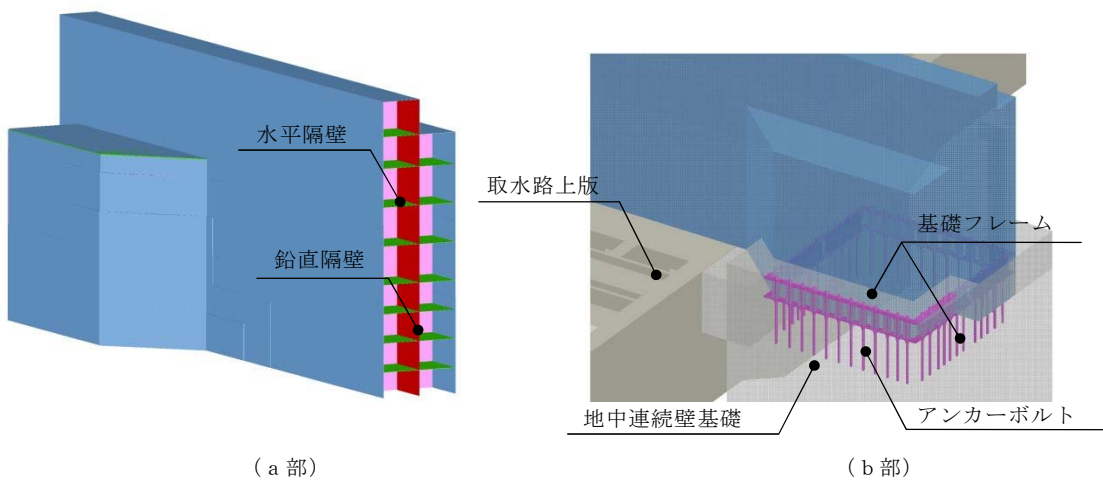 水平隔壁
鉛直隔壁
(a部)
取水路上版
基礎フレーム
地中連続壁基礎
アンカーボルト
(b部)